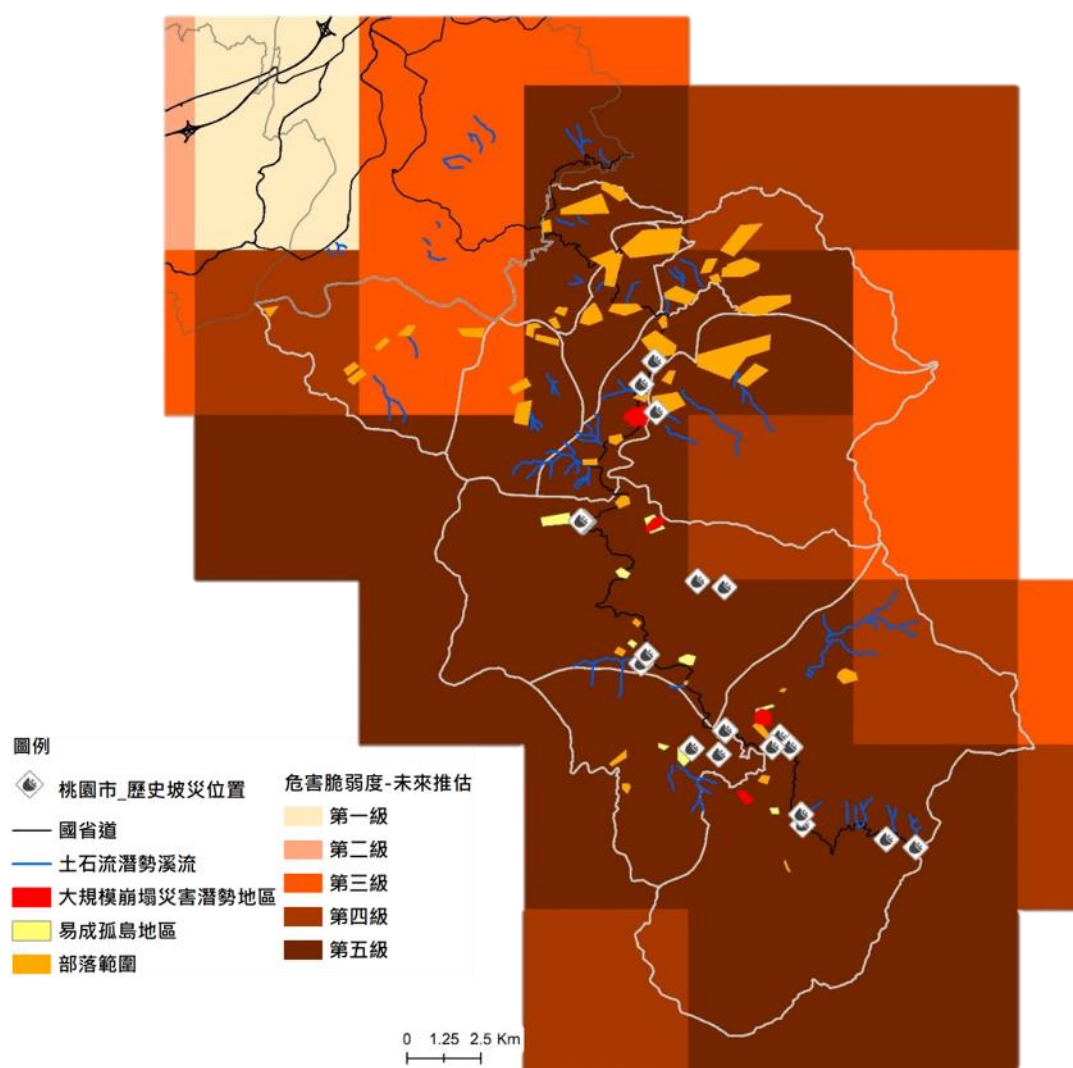 圖例
桃園市_歷史坡災位置
國省道
土石流潛勢溪流
大規模崩塌災害潛勢地區
易成孤島地區
部落範圍
危害脆弱度-未來推估
第一級
第二級
第三級
第四級
第五級
0 1.25 2.5 Km